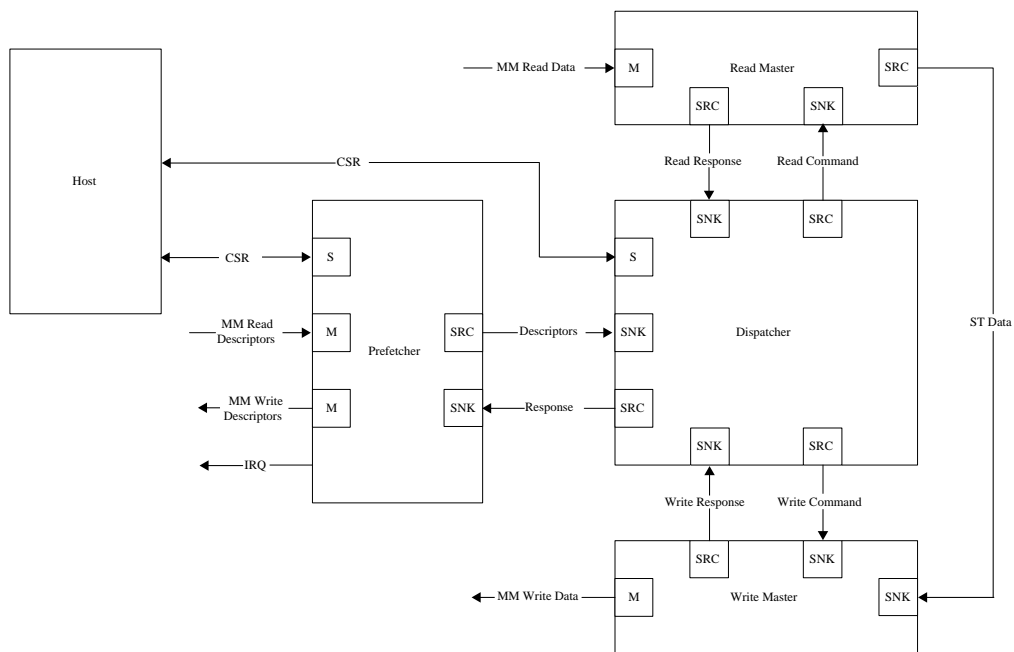 MM Read Data
M
Read Master
SRC
SRC
SNK
Read Response
Read Command
Host
CSR
CSR
S
MM Read
Descriptors
M
MM Write
Descriptors
M
IRQ
Prefetcher
SRC
SNK
Descriptors
Response
SNK
SRC
S
Dispatcher
SNK
SRC
SNK
SRC
ST Data
Write Response
Write Command
SRC
SNK
MM Write Data
M
Write Master
SNK